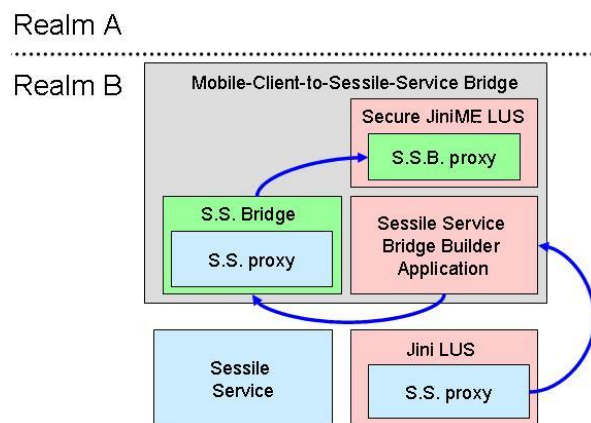 Realm A
Realm B
Mobile-Client-to-Sessile-Service Bridge
Secure JiniME LUS
S.S.B. proxy
S.S. Bridge
S.S. proxy
Sessile Service
Bridge Builder
Application
Sessile
Service
Jini LUS
S.S. proxy